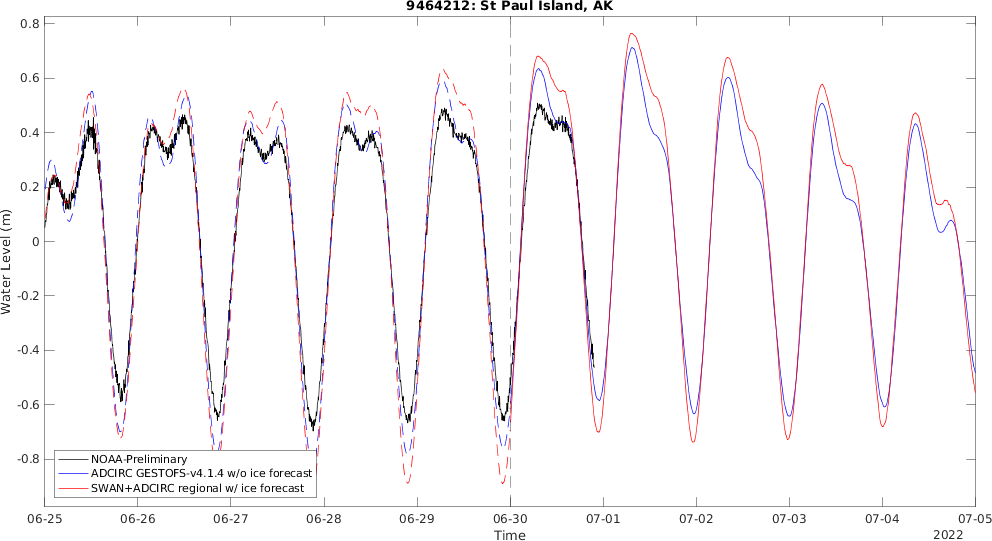 9464212: St Paul Island, AK
0.8
0.6
0.4
0.2
0
-0.2
-0.4
-0.6
-0.8
Water Level (m)
NOAA-Preliminary
ADCIRC GESTOFS-v4.1.4 w/o ice forecast
SWAN+ADCIRC regional w/ ice forecast
06-25 06-26 06-27 06-28 06-29 06-30 07-01 07-02 07-03 07-04 07-05
Time
2022